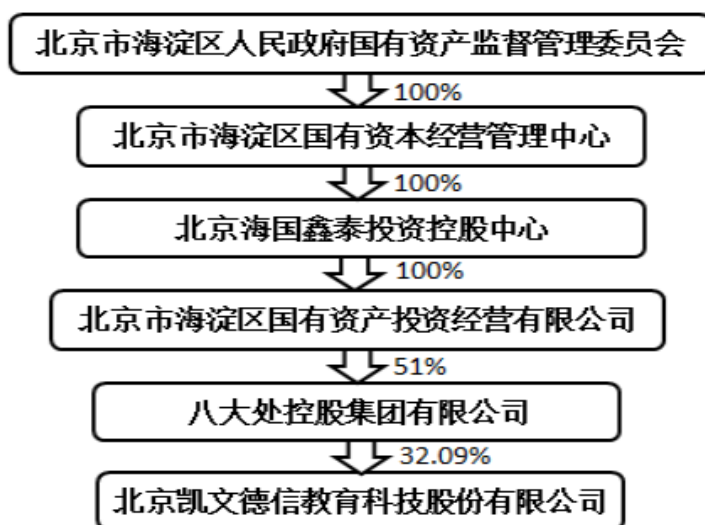 北京市海淀区人民政府国有资产监督管理委员会
100%
北京市海淀区国有资本经营管理中心
100%
北京海国鑫泰投资控股中心
100%
北京市海淀区国有资产投资经营有限公司
51%
八大处控股集团有限公司
32.09%
北京凯文德信教育科技股份有限公司